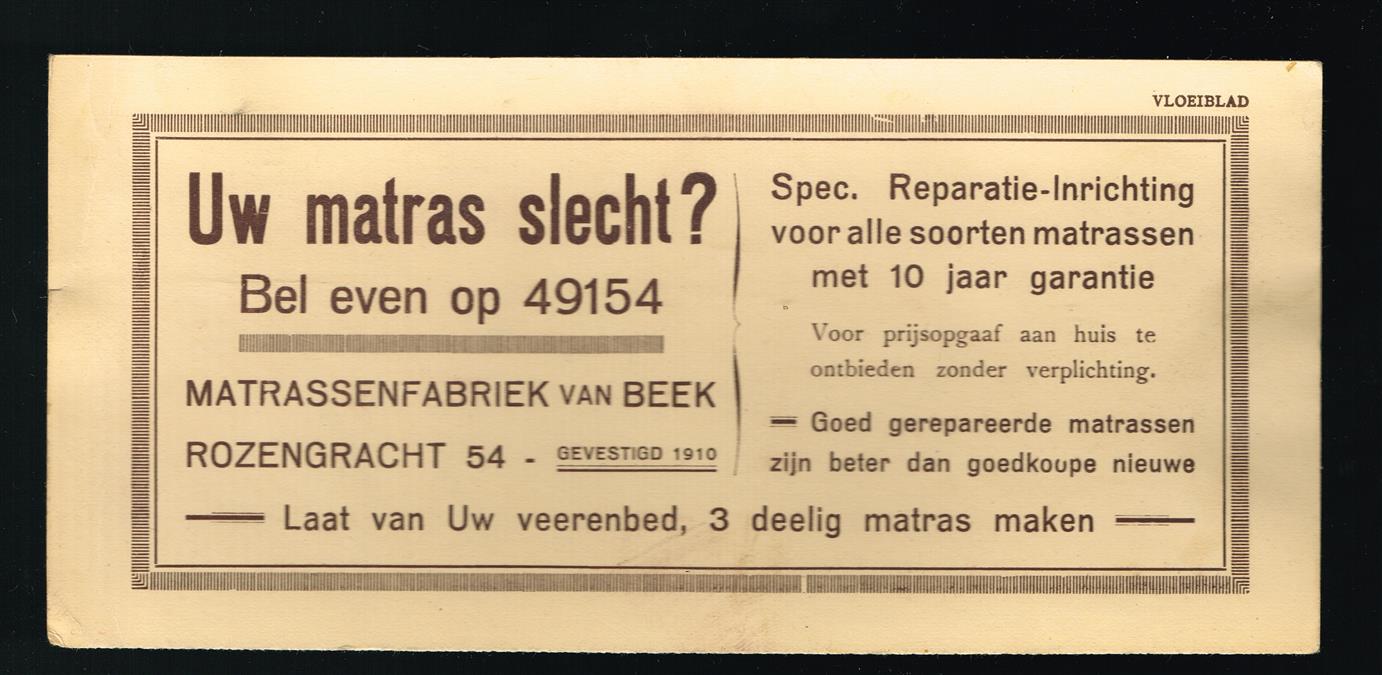 VLOEIBLAD
Uw matras slecht?
Bel even op 49154
MATRASSENFABRIEK VAN BEEK
ROZENGRACHT 54 - GEVESTIGD 1910
Spec. Reparatie-Inrichting
voor alle soorten matrassen
met 10 jaar garantie
Voor prijsopgaaf aan huis te
ontbieden zonder verplichting.
— Goed gerepareerde matrassen
zijn beter dan goedkoope nieuwe
— Laat van Uw veerenbed, 3 deelig matras maken —